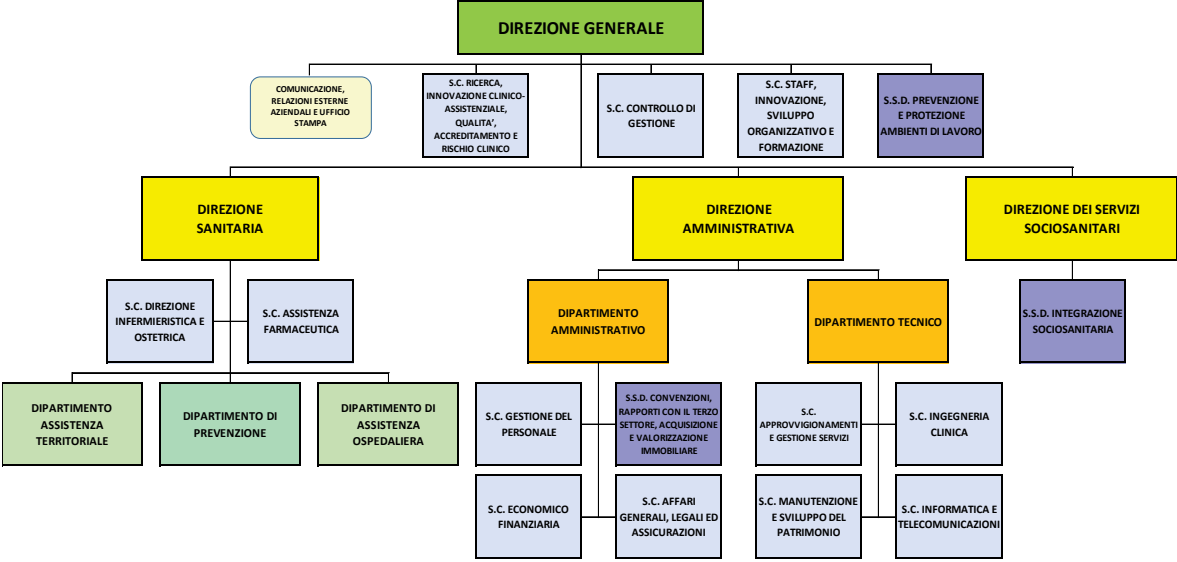 DIREZIONE GENERALE
COMUNICAZIONE,
RELAZIONI ESTERNE
AZIENDALI E UFFICIO
STAMPA
S.C. RICERCA,
INNOVAZIONE CLINICO-
ASSISTENZIALE,
QUALITA’,
ACCREDITAMENTO E
RISCHIO CLINICO
S.C. CONTROLLO DI
GESTIONE
S.C. STAFF,
INNOVAZIONE,
SVILUPPO
ORGANIZZATIVO E
FORMAZIONE
S.S.D. PREVENZIONE
E PROTEZIONE
AMBIENTI DI LAVORO
DIREZIONE
SANITARIA
DIREZIONE
AMMINISTRATIVA
DIREZIONE DEI SERVIZI
SOCIOSANITARI
S.C. DIREZIONE
INFERMIERISTICA E
OSTETRICA
S.C. ASSISTENZA
FARMACEUTICA
DIPARTIMENTO
AMMINISTRATIVO
DIPARTIMENTO TECNICO
S.S.D. INTEGRAZIONE
SOCIOSANITARIA
DIPARTIMENTO
ASSISTENZA
TERRITORIALE
DIPARTIMENTO DI
PREVENZIONE
DIPARTIMENTO DI
ASSISTENZA
OSPEDALIERA
S.C. GESTIONE DEL
PERSONALE
S.S.D. CONVENZIONI,
RAPPORTI CON IL TERZO
SETTORE, ACQUISIZIONE
E VALORIZZAZIONE
IMMOBILIARE
S.C.
APPROVVIGIONAMENTI
E GESTIONE SERVIZI
S.C. INGEGNERIA
CLINICA
S.C. ECONOMICO
FINANZIARIA
S.C. AFFARI
GENERALI, LEGALI ED
ASSICURAZIONI
S.C. MANUTENZIONE
E SVILUPPO DEL
PATRIMONIO
S.C. INFORMATICA E
TELECOMUNICAZIONI